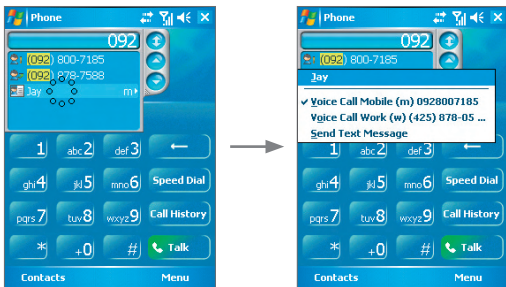 Phone
092
(092) 800-7185
(092) 878-7588
Jay m
1 abc 2 def 3
ghi 4 jkl 5 mno 6 Speed Dial
pqrs 7 tuv 8 wxyz 9 Call History
* +0 # Talk
Contacts Menu
Phone
092
(092) 800-7185
Jay
Voice Call Mobile (m) 0928007185
Voice Call Work (w) (425) 878-05 ...
Send Text Message
1 abc 2 def 3
ghi 4 jkl 5 mno 6 Speed Dial
pqrs 7 tuv 8 wxyz 9 Call History
* +0 # Talk
Contacts Menu